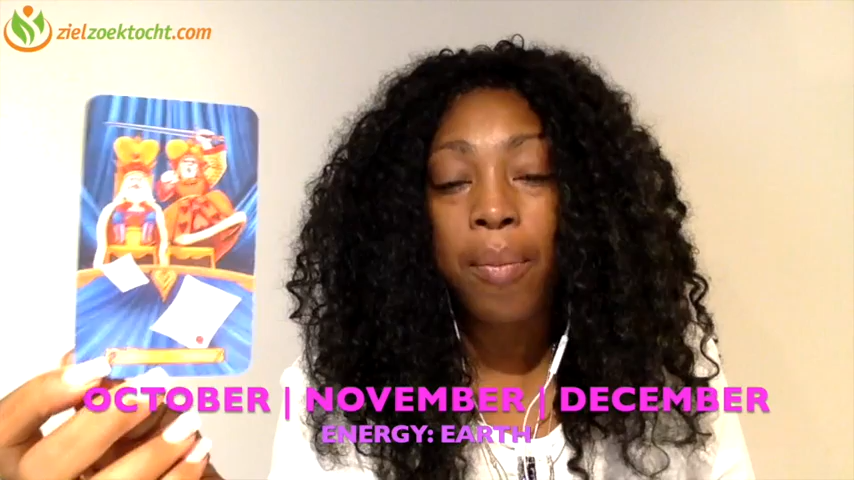 zielzoektocht.com
OCTOBER | NOVEMBER | DECEMBER
ENERGY: EARTH